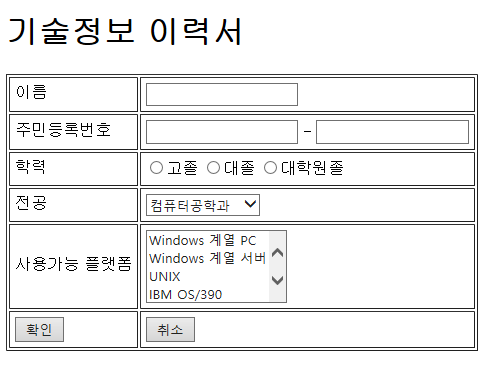 기술정보 이력서
이름
주민등록번호 -
학력 고졸 대졸 대학원졸
전공 컴퓨터공학과
사용가능 플랫폼
Windows 계열 PC
Windows 계열 서버
UNIX
IBM OS/390
확인 취소